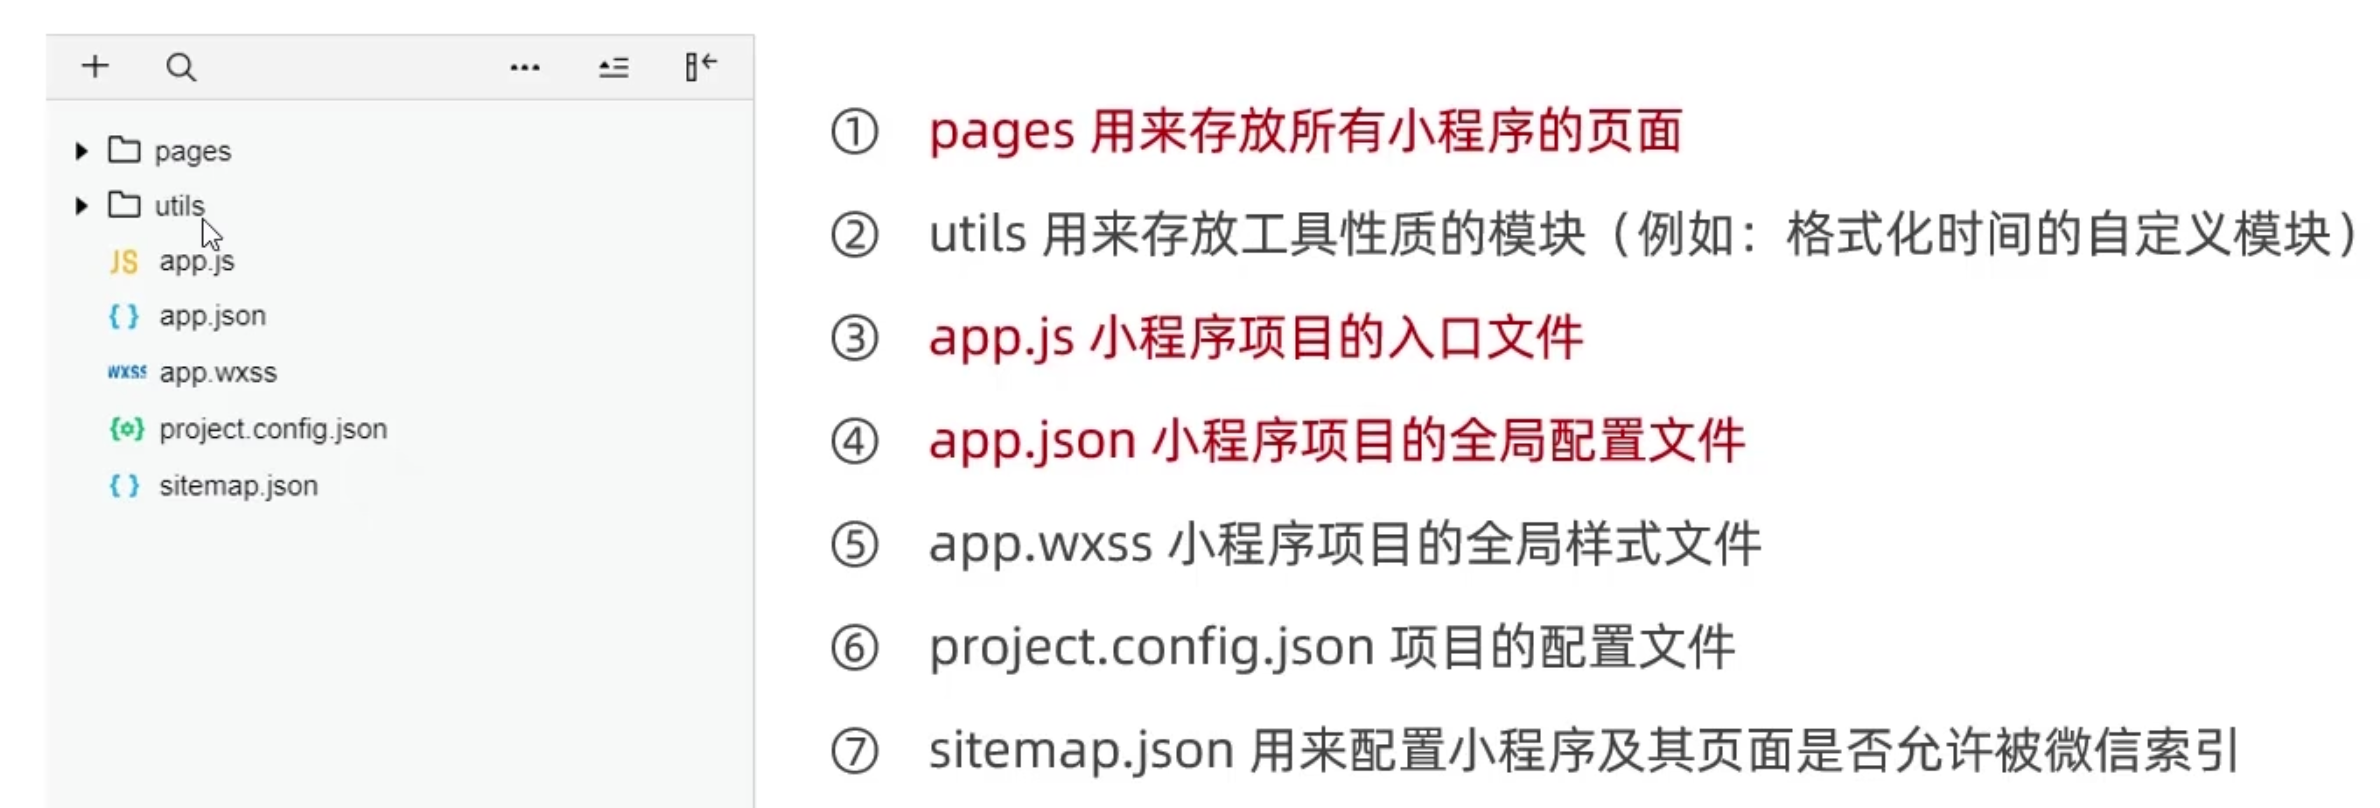 pages
utils
JS app.js
{ } app.json
WXSS app.wxss
project.config.json
{ } sitemap.json
① pages 用来存放所有小程序的页面
② utils 用来存放工具性质的模块（例如：格式化时间的自定义模块）
③ app.js 小程序项目的入口文件
④ app.json 小程序项目的全局配置文件
⑤ app.wxss 小程序项目的全局样式文件
⑥ project.config.json 项目的配置文件
⑦ sitemap.json 用来配置小程序及其页面是否允许被微信索引